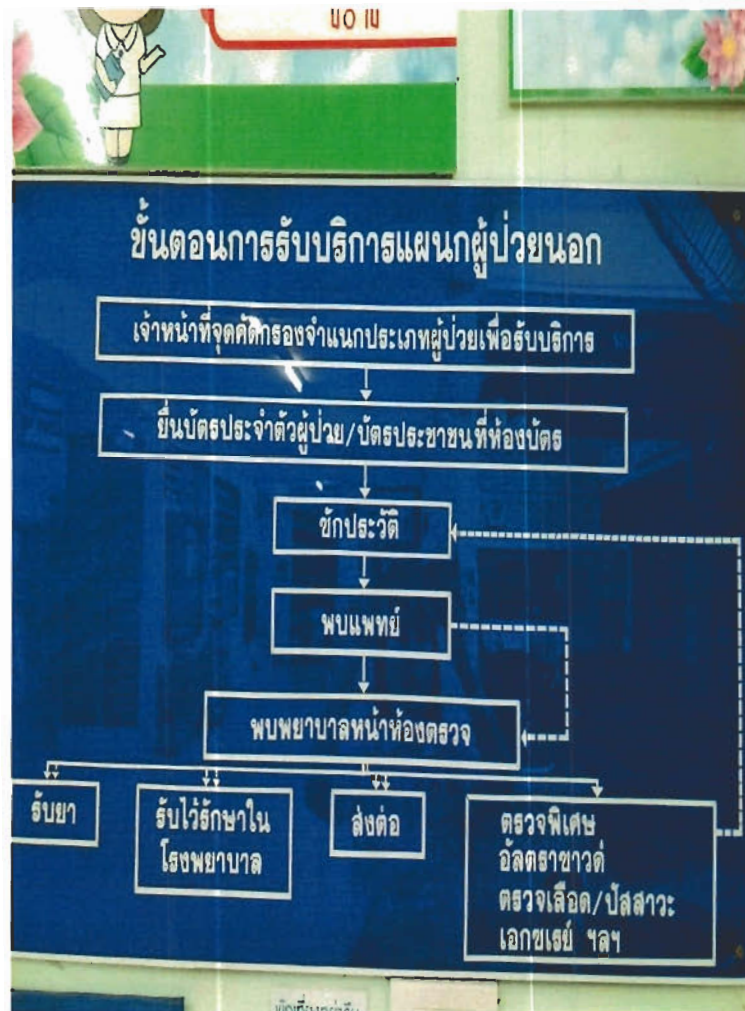 ขั้นตอนการรับบริการแผนกผู้ป่วยนอก
เจ้าหน้าที่จุดคัดกรองจำแนกประเภทผู้ป่วยเพื่อรับบริการ
ยื่นบัตรประจำตัวผู้ป่วย/บัตรประชาชนที่ห้องบัตร
ซักประวัติ
พบแพทย์
พบพยาบาลหน้าห้องตรวจ
รับยา
รับไว้รักษาใน
โรงพยาบาล
ส่งต่อ
ตรวจพิเศษ
อัลตราซาวด์
ตรวจเลือด/ปัสสาวะ
เอกซเรย์ ฯลฯ